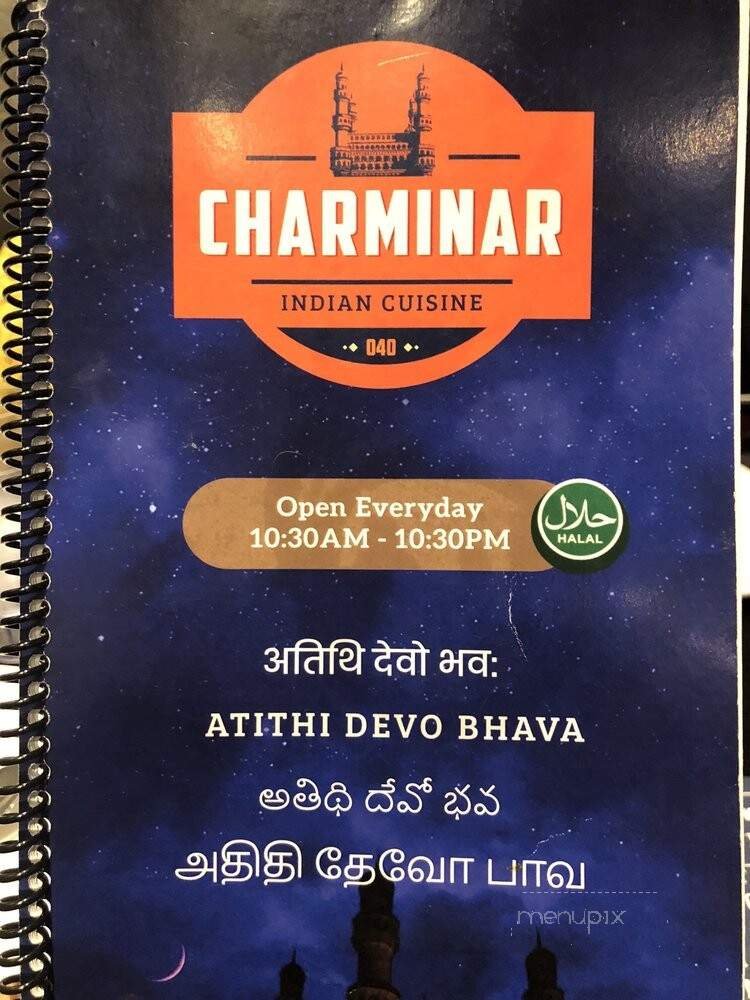 CHARMINAR
INDIAN CUISINE
040
Open Everyday
10:30AM - 10:30PM
حلال
HALAL
अतिथि देवो भव:
ATITHI DEVO BHAVA
అతిథి దేవో భవ
அதிதி தேவோ பாவ
menupix